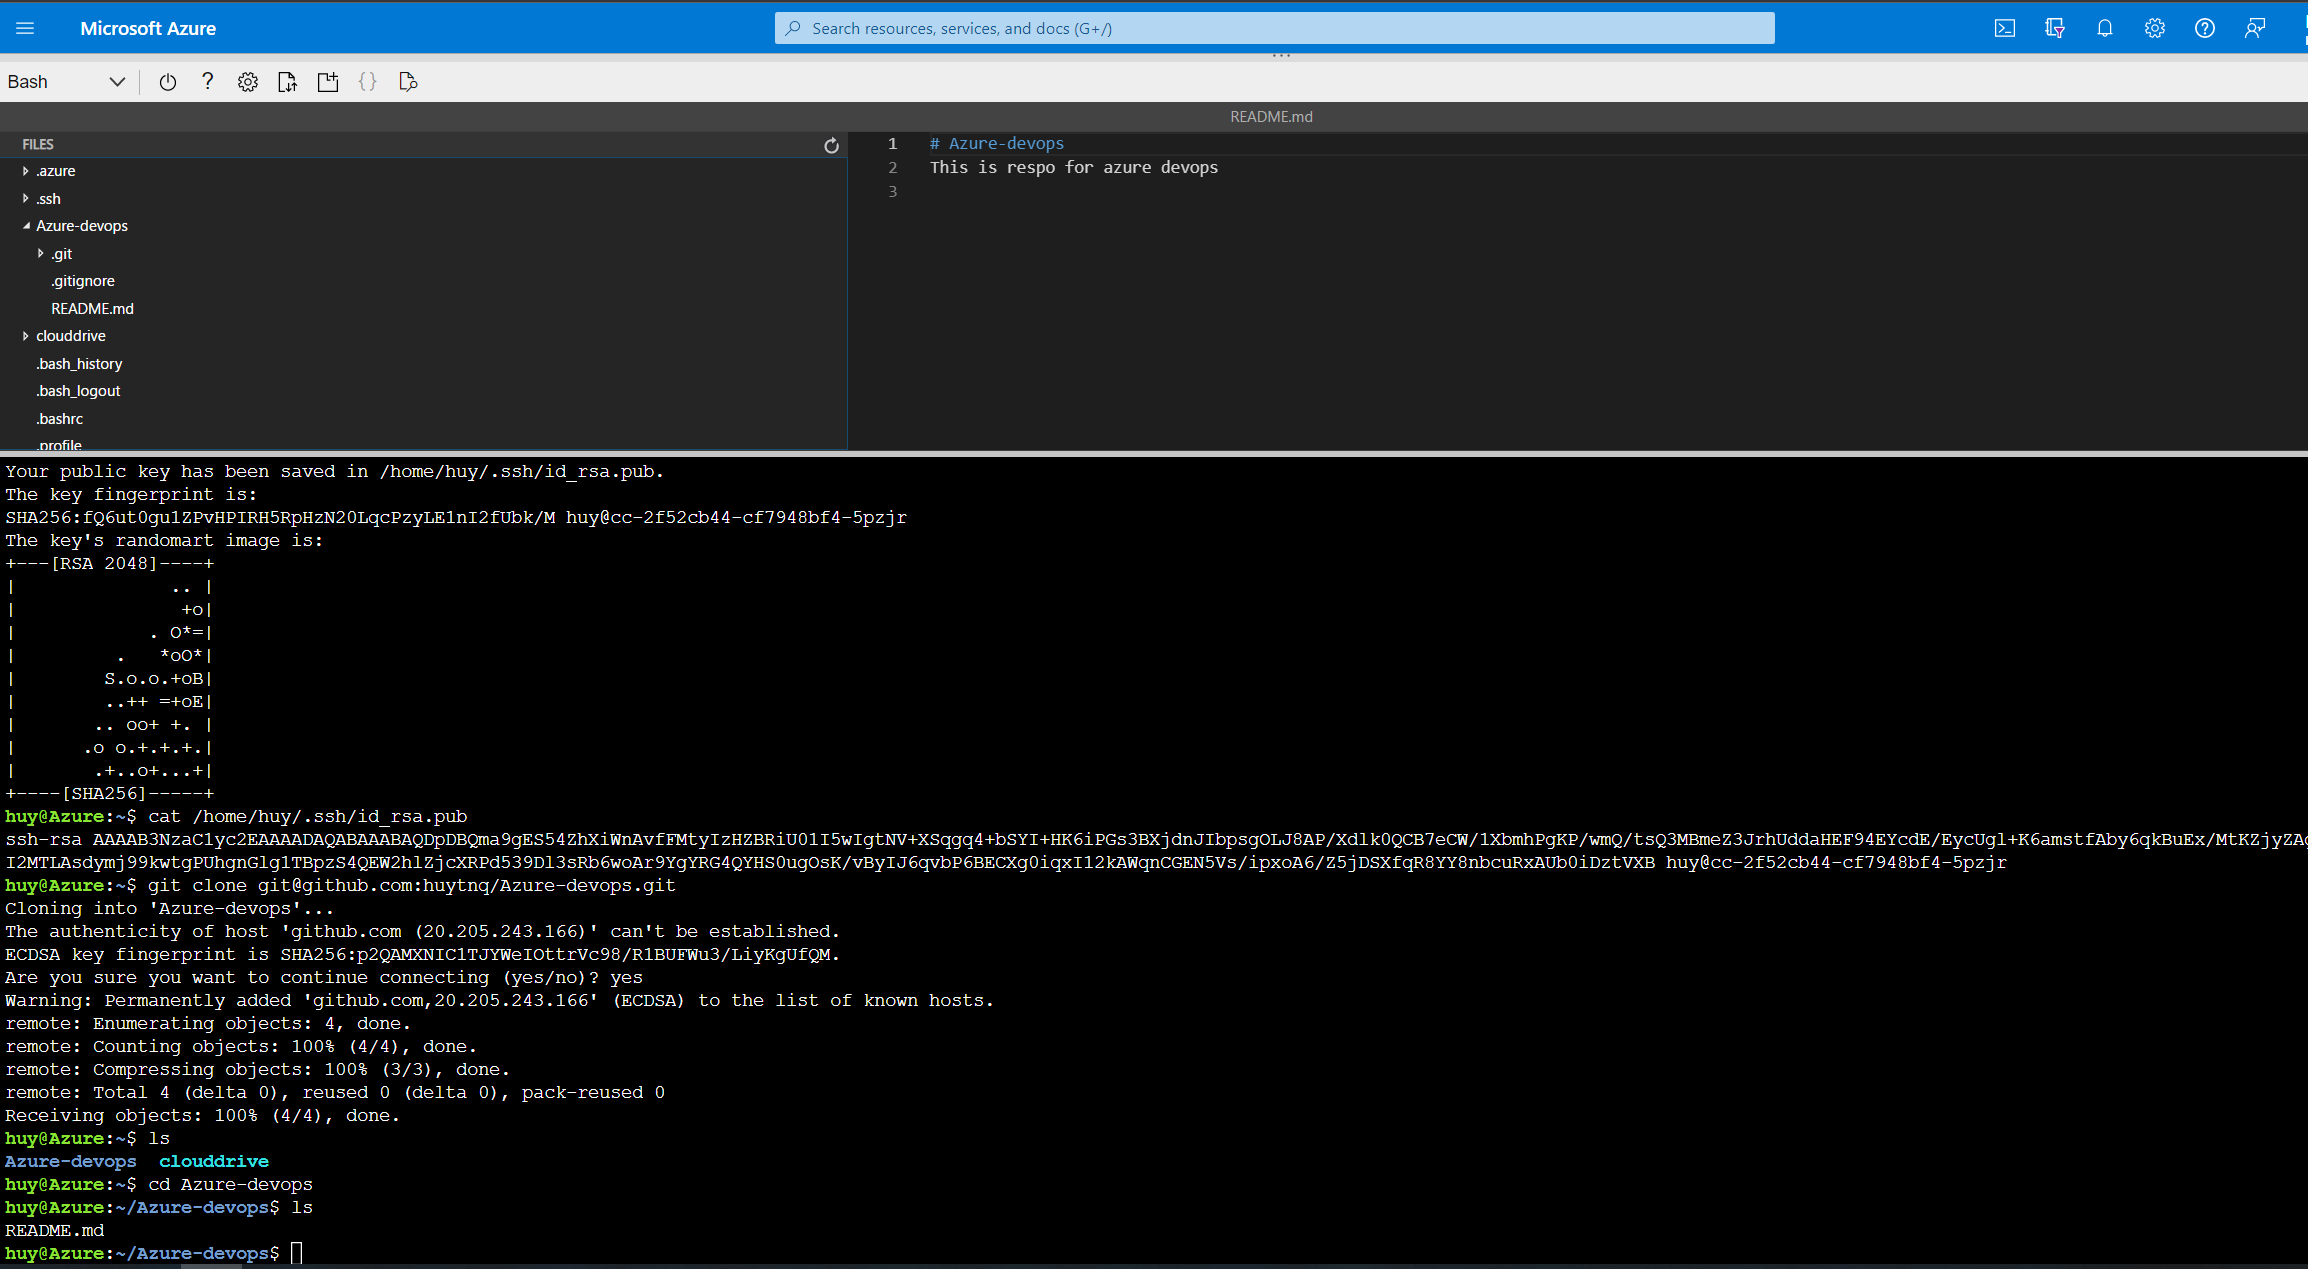 Microsoft Azure
Search resources, services, and docs (G+/)
Bash
README.md
FILES
.azure
.ssh
Azure-devops
.git
.gitignore
README.md
clouddrive
.bash_history
.bash_logout
.bashrc
.profile
1 # Azure-devops
2 This is respo for azure devops
3
Your public key has been saved in /home/huy/.ssh/id_rsa.pub.
The key fingerprint is:
SHA256:fQ6ut0gu1ZPvHPIRH5RpHzN20LqcPzyLE1nI2fUbk/M huy@cc-2f52cb44-cf7948bf4-5pzjr
The key's randomart image is:
+---[RSA 2048]----+
|               .. |
|                +o|
|             . O*=|
|          .   *oO*|
|         S.o.o.+oB|
|         ..++ =+oE|
|        .. oo+ +. |
|       .o o.+.+.+.|
|        .+..o+...+|
+----[SHA256]-----+
huy@Azure:~$ cat /home/huy/.ssh/id_rsa.pub
ssh-rsa AAAAB3NzaC1yc2EAAAADAQABAAABAQDpDBQma9gES54ZhXiWnAvfFMtyIzHZBRiU01I5wIgtNV+XSqgq4+bSYI+HK6iPGs3BXjdnJIbpsgOLJ8AP/Xdlk0QCB7eCW/1XbmhPgKP/wmQ/tsQ3MBmeZ3JrhUddaHEF94EYcdE/EycUgl+K6amstfAby6qkBuEx/MtKZjyZA
I2MTLAsdymj99kwtgPUhgnGlg1TBpzS4QEW2hlZjcXRPd539Dl3sRb6woAr9YgYRG4QYHS0ugOsK/vByIJ6qvbP6BECXg0iqxI12kAWqnCGEN5Vs/ipxoA6/Z5jDSXfqR8YY8nbcuRxAUb0iDztVXB huy@cc-2f52cb44-cf7948bf4-5pzjr
huy@Azure:~$ git clone git@github.com:huytnq/Azure-devops.git
Cloning into 'Azure-devops'...
The authenticity of host 'github.com (20.205.243.166)' can't be established.
ECDSA key fingerprint is SHA256:p2QAMXNIC1TJYWeIOttrVc98/R1BUFWu3/LiyKgUfQM.
Are you sure you want to continue connecting (yes/no)? yes
Warning: Permanently added 'github.com,20.205.243.166' (ECDSA) to the list of known hosts.
remote: Enumerating objects: 4, done.
remote: Counting objects: 100% (4/4), done.
remote: Compressing objects: 100% (3/3), done.
remote: Total 4 (delta 0), reused 0 (delta 0), pack-reused 0
Receiving objects: 100% (4/4), done.
huy@Azure:~$ ls
Azure-devops  clouddrive
huy@Azure:~$ cd Azure-devops
huy@Azure:~/Azure-devops$ ls
README.md
huy@Azure:~/Azure-devops$